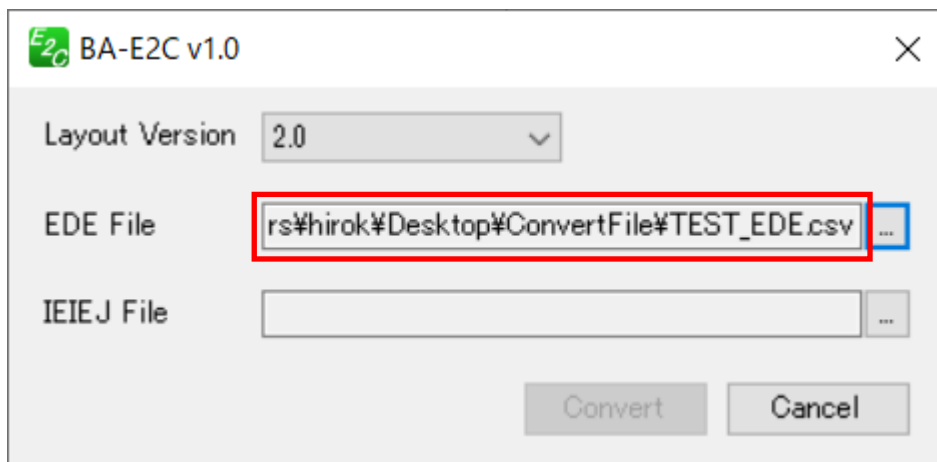 E2C BA-E2C v1.0
Layout Version 2.0
EDE File rs¥hirok¥Desktop¥ConvertFile¥TEST_EDE.csv ...
IEIEJ File ...
Convert Cancel